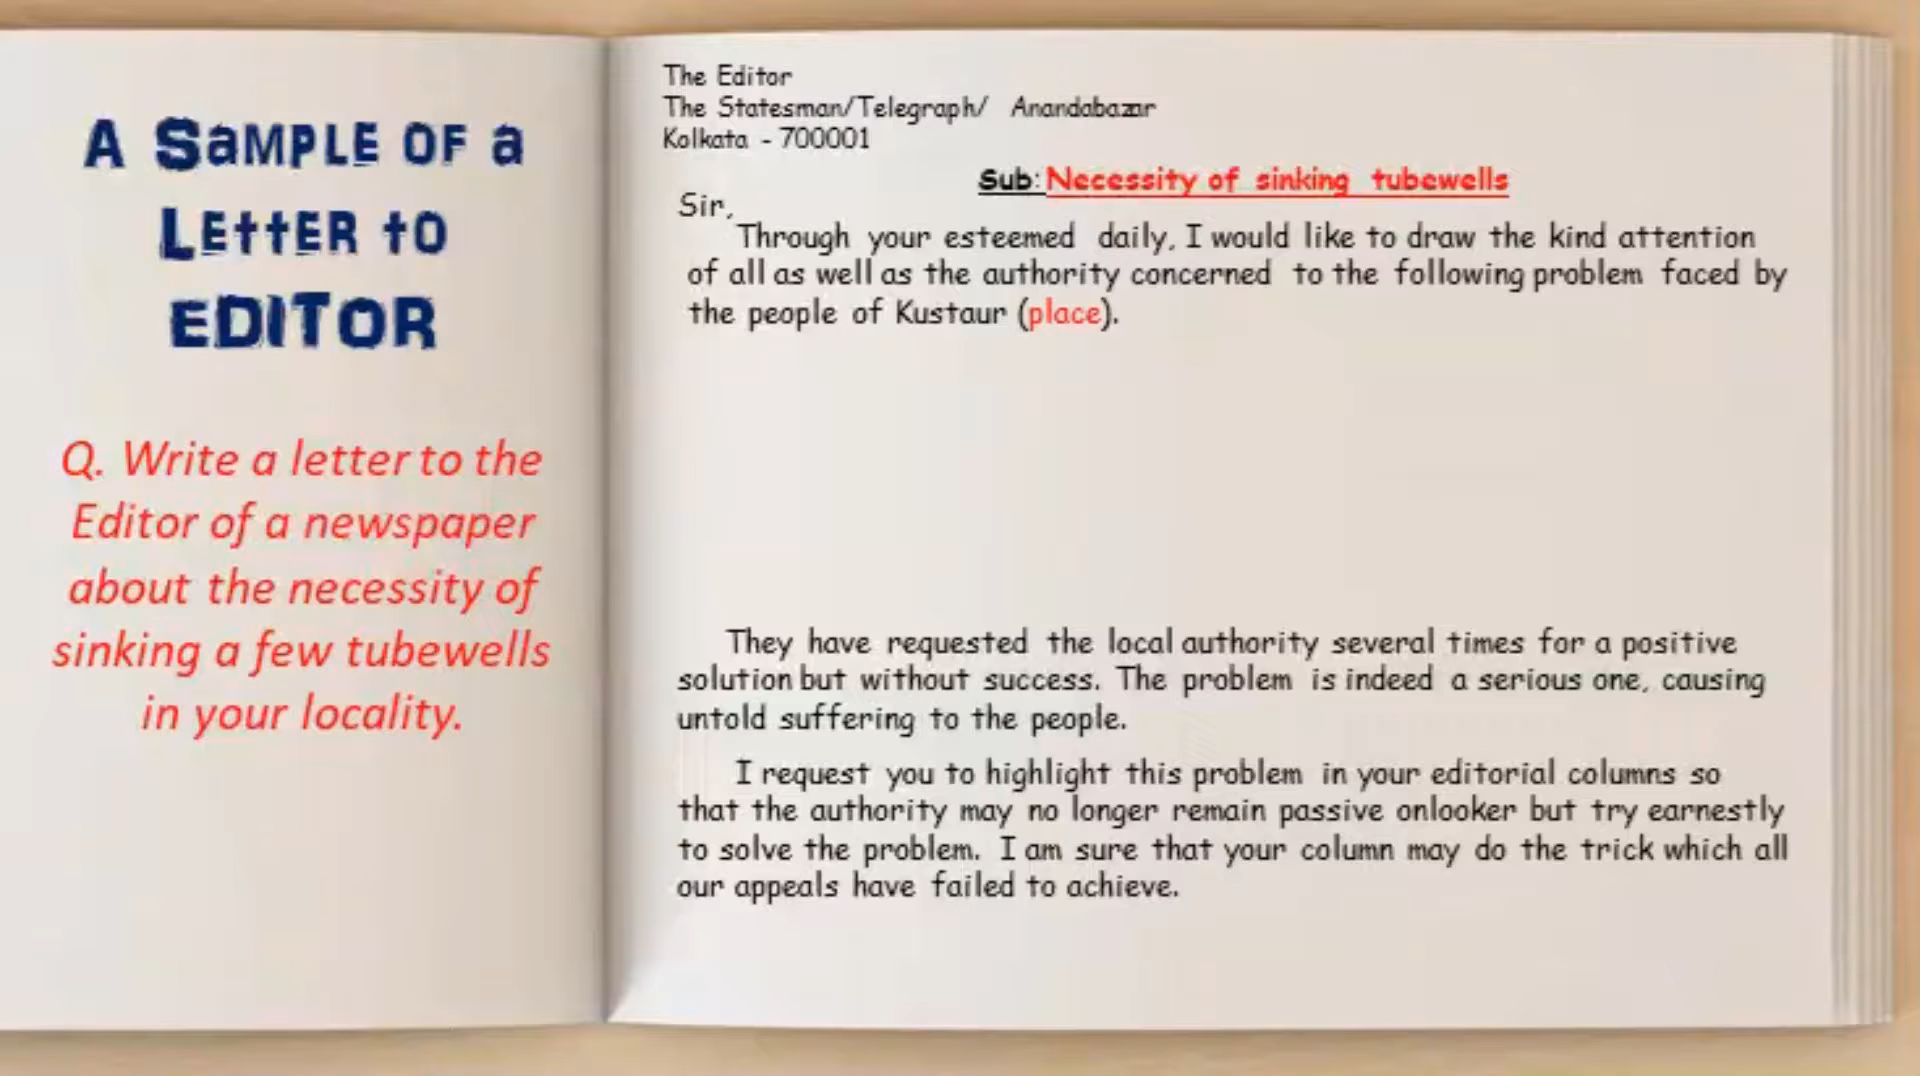 A SAMPLE OF a
LETTER TO
EDITOR
Q. Write a letter to the
Editor of a newspaper
about the necessity of
sinking a few tubewells
in your locality.
The Editor
The Statesman/Telegraph/ Anandabazar
Kolkata - 700001
Sub: Necessity of sinking tubewells
Sir,
Through your esteemed daily, I would like to draw the kind attention
of all as well as the authority concerned to the following problem faced by
the people of Kustaur (place).
They have requested the local authority several times for a positive
solution but without success. The problem is indeed a serious one, causing
untold suffering to the people.
I request you to highlight this problem in your editorial columns so
that the authority may no longer remain passive onlooker but try earnestly
to solve the problem. I am sure that your column may do the trick which all
our appeals have failed to achieve.